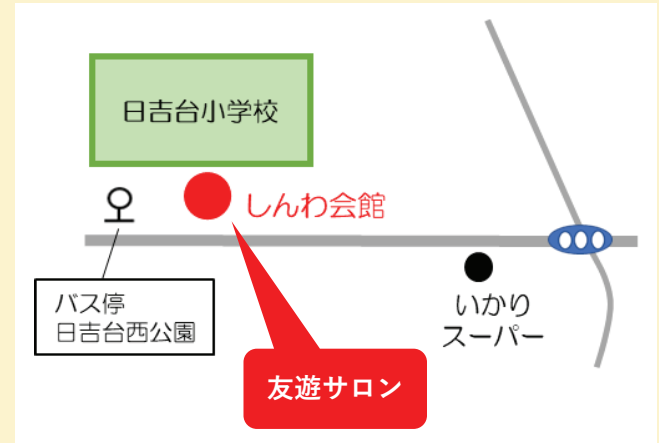 日吉台小学校
しんわ会館
バス停
日吉台西公園
いかり
スーパー
友遊サロン